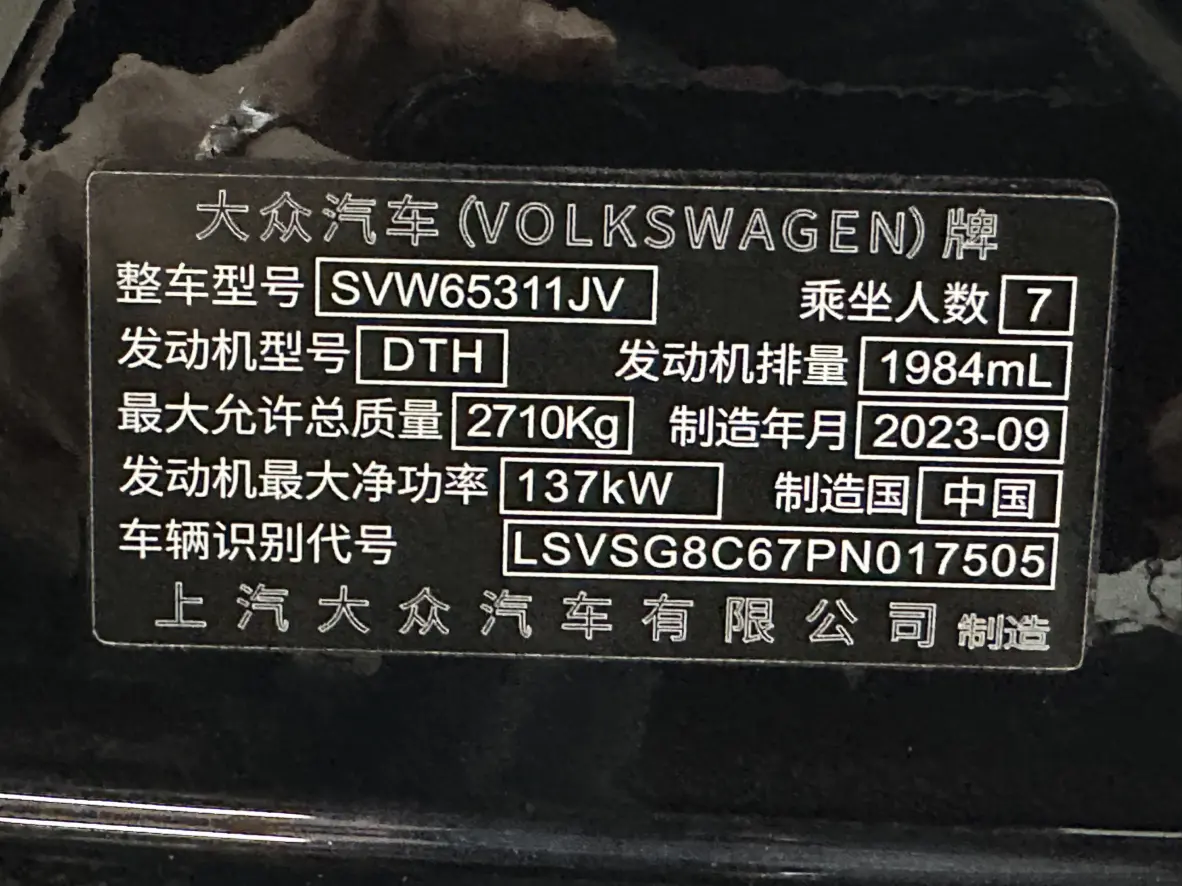 大众汽车(VOLKSWAGEN)牌
整车型号 SVW65311JV 乘坐人数 7
发动机型号 DTH 发动机排量 1984mL
最大允许总质量 2710Kg 制造年月 2023-09
发动机最大净功率 137kW 制造国 中国
车辆识别代号 LSVSG8C67PN017505
上汽大众汽车有限公司 制造